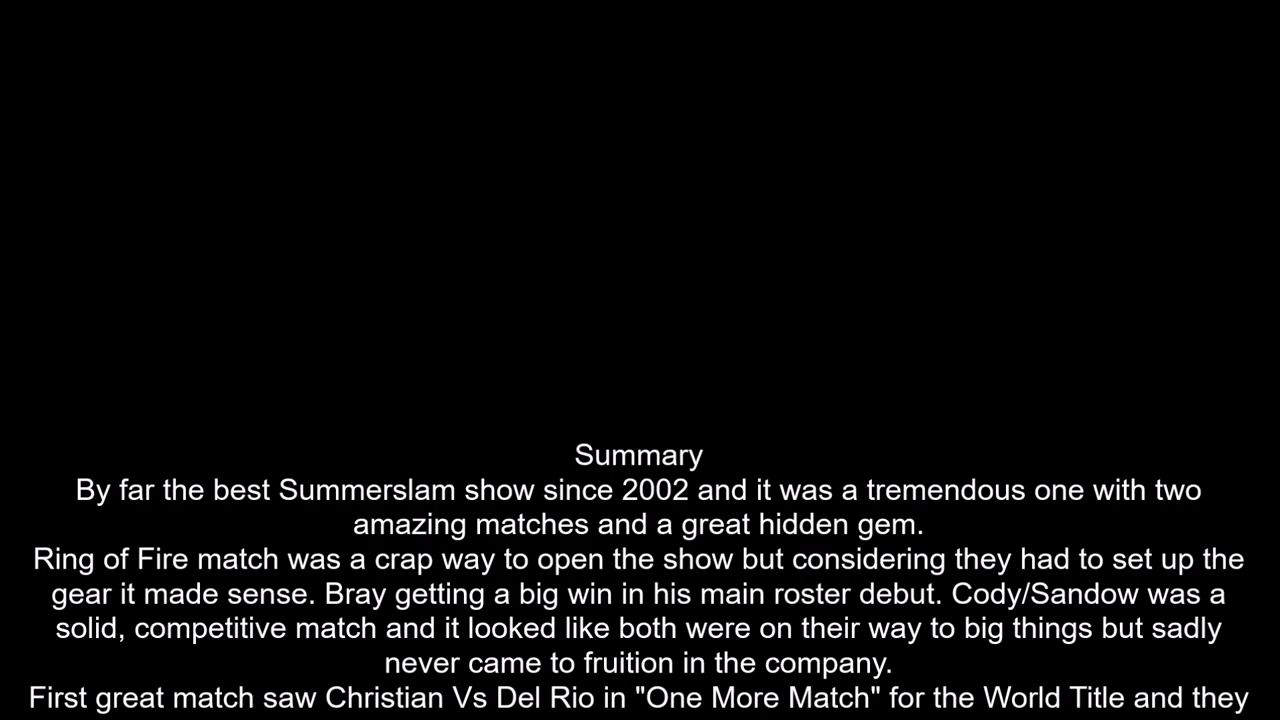 Summary
By far the best Summerslam show since 2002 and it was a tremendous one with two
amazing matches and a great hidden gem.
Ring of Fire match was a crap way to open the show but considering they had to set up the
gear it made sense. Bray getting a big win in his main roster debut. Cody/Sandow was a
solid, competitive match and it looked like both were on their way to big things but sadly
never came to fruition in the company.
First great match saw Christian Vs Del Rio in "One More Match" for the World Title and they